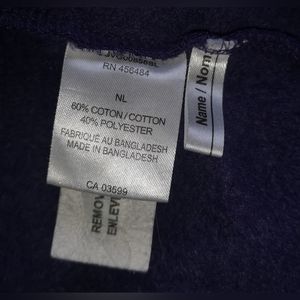 RN 456484
NL
60% COTON / COTTON
40% POLYESTER
FABRIQUÉ AU BANGLADESH
MADE IN BANGLADESH
CA 03599
REMOV
ENLEV
Name / Nom